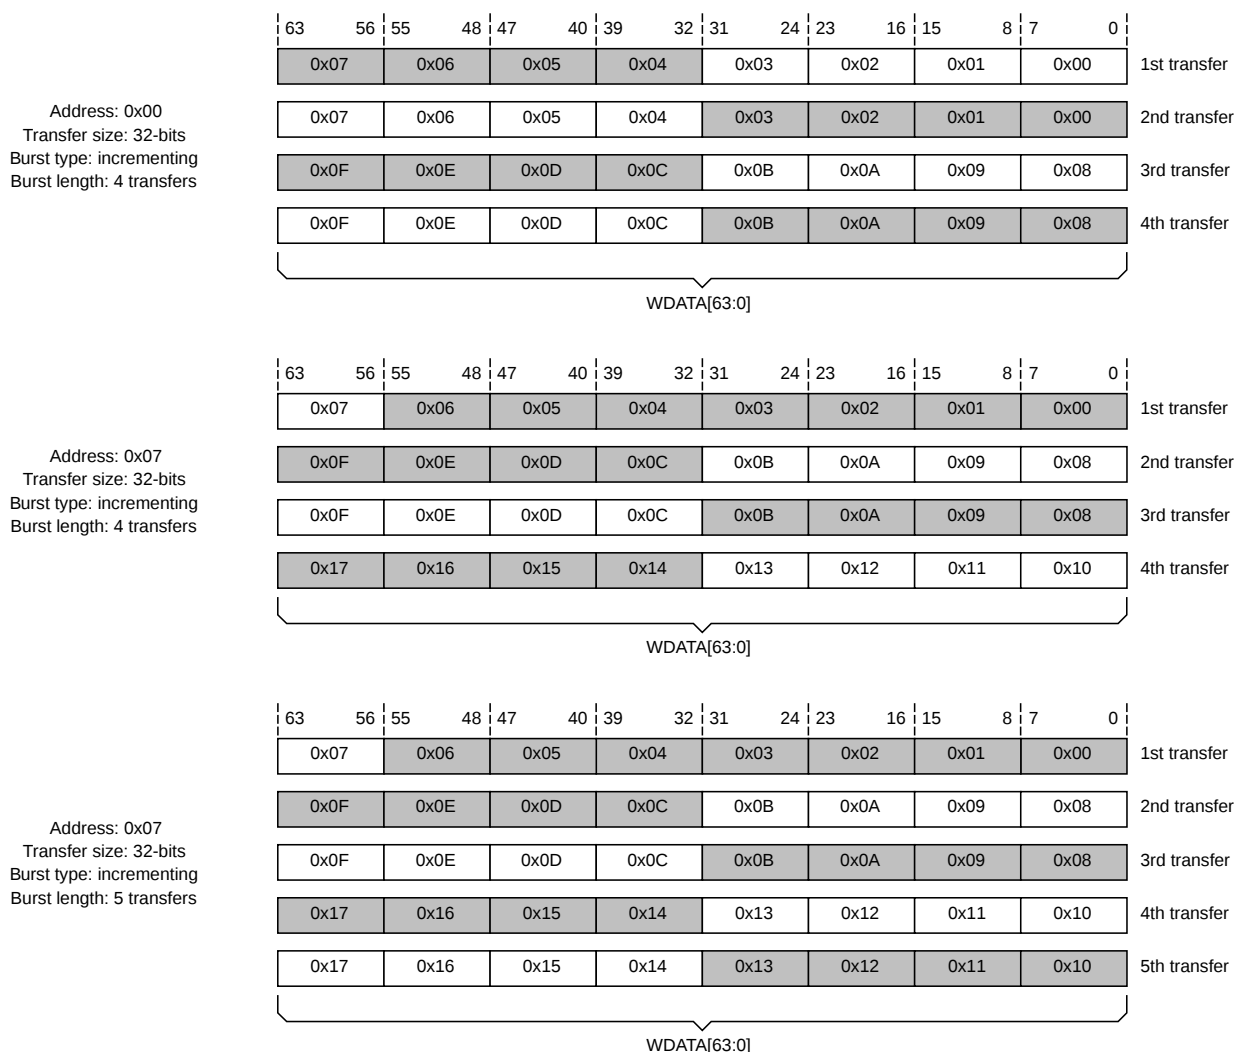 63 56 55 48 47 40 39 32 31 24 23 16 15 8 7 0
0x07 0x06 0x05 0x04 0x03 0x02 0x01 0x00 1st transfer
Address: 0x00
Transfer size: 32-bits
Burst type: incrementing
Burst length: 4 transfers
0x07 0x06 0x05 0x04 0x03 0x02 0x01 0x00 2nd transfer
0x0F 0x0E 0x0D 0x0C 0x0B 0x0A 0x09 0x08 3rd transfer
0x0F 0x0E 0x0D 0x0C 0x0B 0x0A 0x09 0x08 4th transfer
WDATA[63:0]
63 56 55 48 47 40 39 32 31 24 23 16 15 8 7 0
0x07 0x06 0x05 0x04 0x03 0x02 0x01 0x00 1st transfer
Address: 0x07
Transfer size: 32-bits
Burst type: incrementing
Burst length: 4 transfers
0x0F 0x0E 0x0D 0x0C 0x0B 0x0A 0x09 0x08 2nd transfer
0x0F 0x0E 0x0D 0x0C 0x0B 0x0A 0x09 0x08 3rd transfer
0x17 0x16 0x15 0x14 0x13 0x12 0x11 0x10 4th transfer
WDATA[63:0]
63 56 55 48 47 40 39 32 31 24 23 16 15 8 7 0
0x07 0x06 0x05 0x04 0x03 0x02 0x01 0x00 1st transfer
0x0F 0x0E 0x0D 0x0C 0x0B 0x0A 0x09 0x08 2nd transfer
Address: 0x07
Transfer size: 32-bits
Burst type: incrementing
Burst length: 5 transfers
0x0F 0x0E 0x0D 0x0C 0x0B 0x0A 0x09 0x08 3rd transfer
0x17 0x16 0x15 0x14 0x13 0x12 0x11 0x10 4th transfer
0x17 0x16 0x15 0x14 0x13 0x12 0x11 0x10 5th transfer
WDATA[63:0]